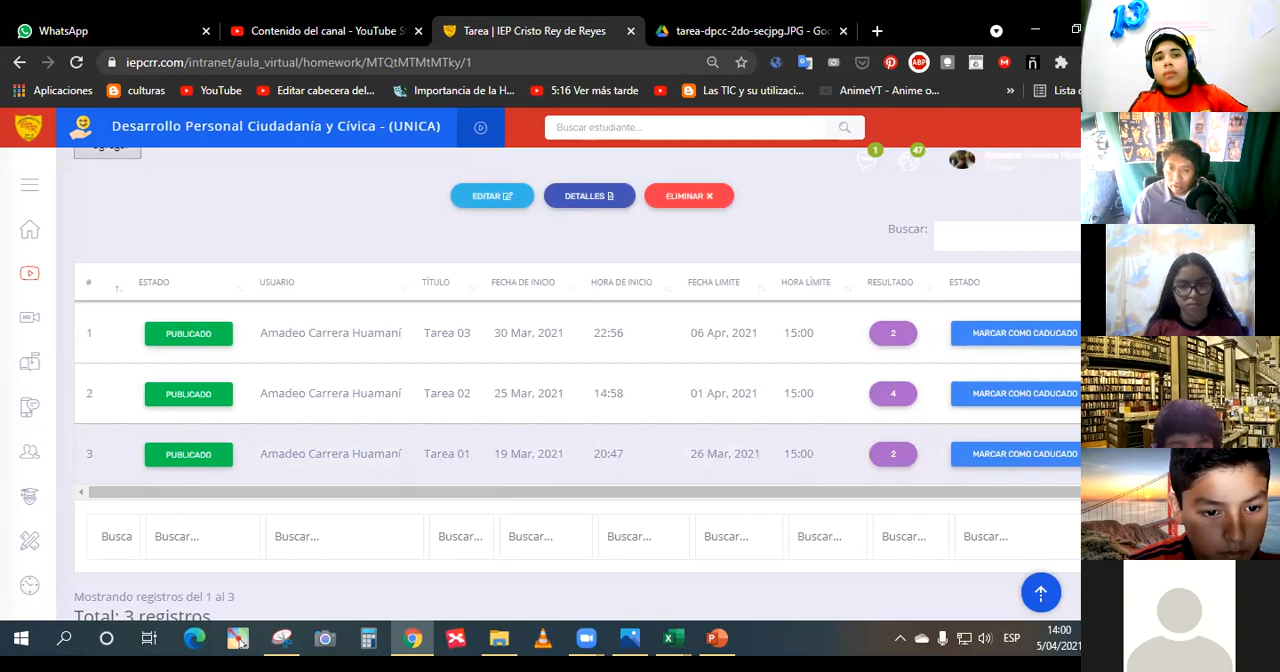 WhatsApp
Contenido del canal - YouTube S
Tarea | IEP Cristo Rey de Reyes
tarea-dpcc-2do-secjpg.JPG - Goo
iepcrr.com/intranet/aula_virtual/homework/MTQtMTMtMTky/1
ABP
ñ
Aplicaciones
culturas
YouTube
Editar cabecera del...
Importancia de la H...
5:16 Ver más tarde
Las TIC y su utilizaci...
AnimeYT - Anime o...
»
Lista
Desarrollo Personal Ciudadanía y Cívica - (UNICA)
Buscar estudiante...
1
47
EDITAR
DETALLES
ELIMINAR
Buscar:
# ESTADO USUARIO TÍTULO FECHA DE INICIO HORA DE INICIO FECHA LIMITE HORA LÍMITE RESULTADO ESTADO
1 PUBLICADO Amadeo Carrera Huamaní Tarea 03 30 Mar, 2021 22:56 06 Apr, 2021 15:00 2 MARCAR COMO CADUCADO
2 PUBLICADO Amadeo Carrera Huamaní Tarea 02 25 Mar, 2021 14:58 01 Apr, 2021 15:00 4 MARCAR COMO CADUCADO
3 PUBLICADO Amadeo Carrera Huamaní Tarea 01 19 Mar, 2021 20:47 26 Mar, 2021 15:00 2 MARCAR COMO CADUCADO
Busca Buscar... Buscar... Buscar... Buscar... Buscar... Buscar... Buscar... Buscar... Buscar...
Mostrando registros del 1 al 3
Total: 3 registros
ESP
14:00
5/04/2021
13